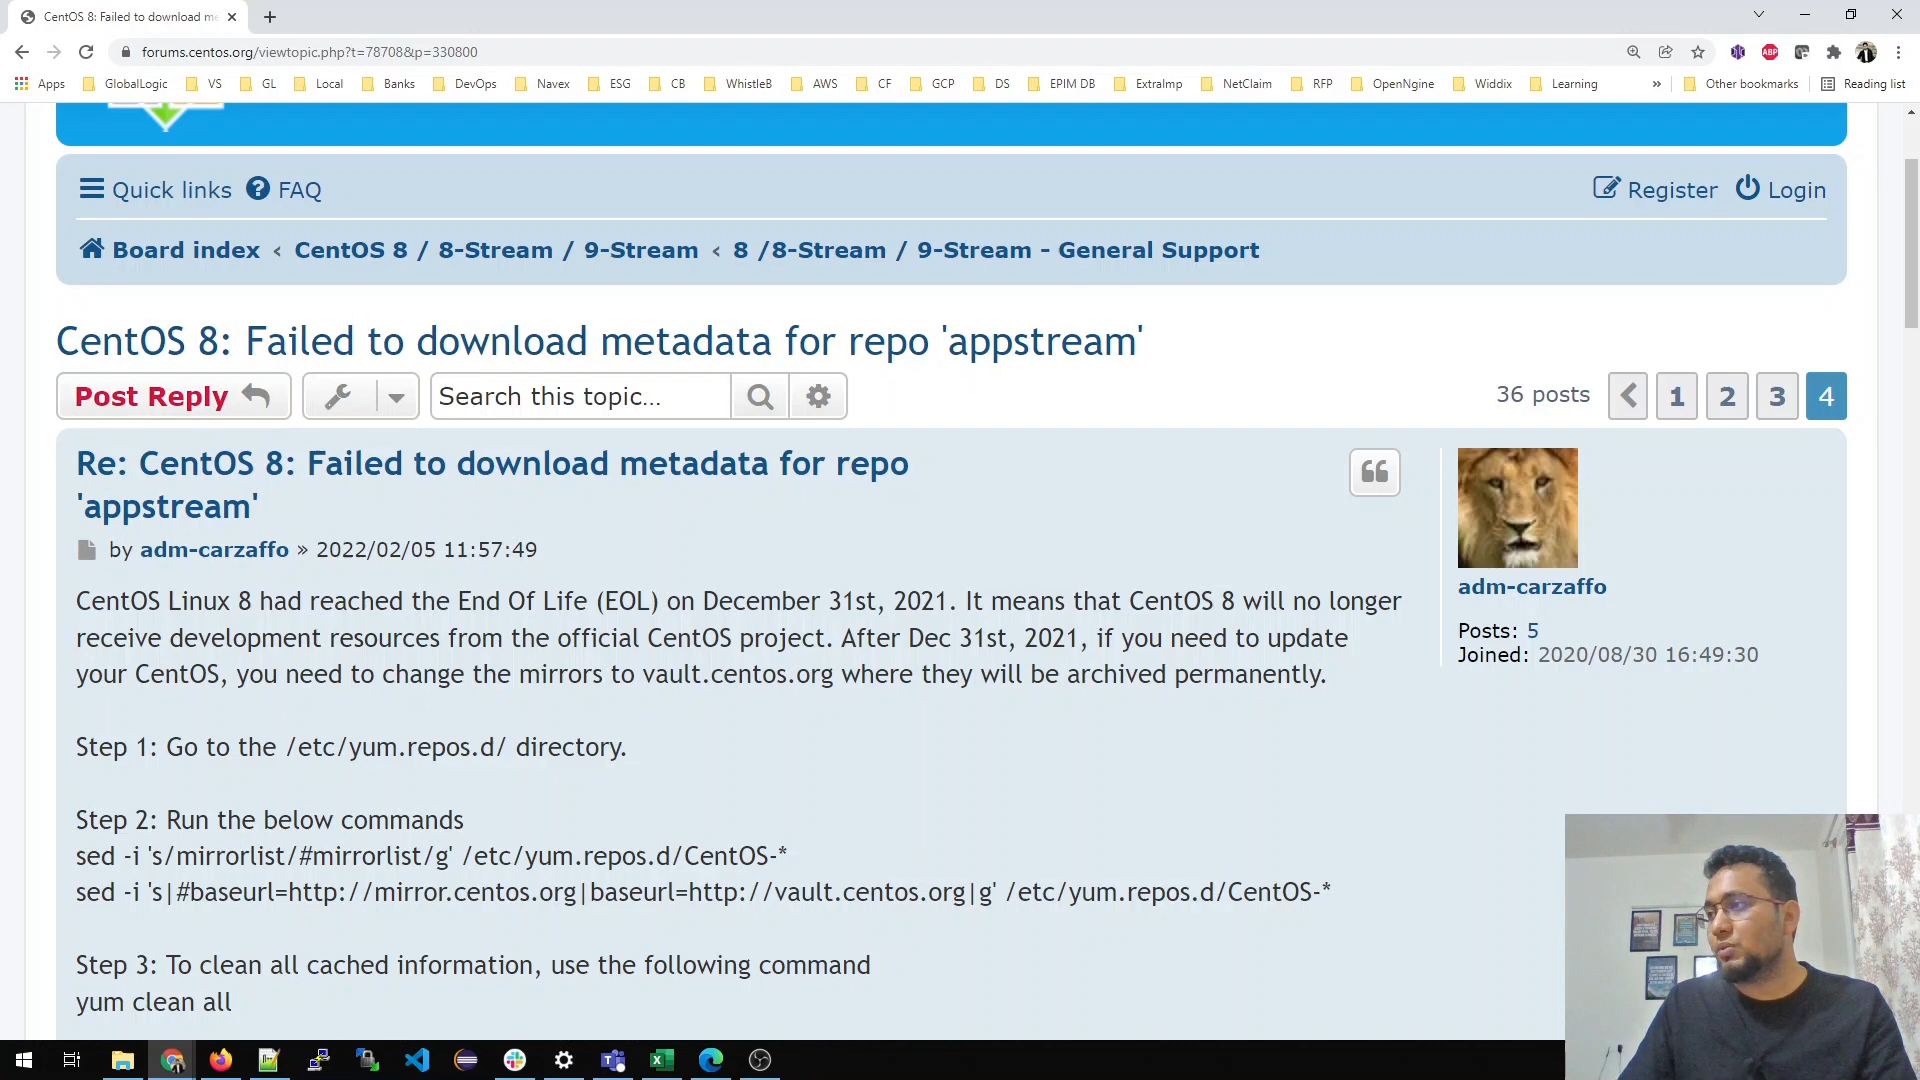 CentOS 8: Failed to download me
forums.centos.org/viewtopic.php?t=78708&p=330800
ABP
Apps GlobalLogic VS GL Local Banks DevOps Navex ESG CB WhistleB AWS CF GCP DS EPIM DB ExtraImp NetClaim RFP OpenNgine Widdix Learning » Other bookmarks Reading list
Quick links FAQ Register Login
Board index ‹ CentOS 8 / 8-Stream / 9-Stream ‹ 8 /8-Stream / 9-Stream - General Support
CentOS 8: Failed to download metadata for repo 'appstream'
Post Reply Search this topic… 36 posts 1 2 3 4
Re: CentOS 8: Failed to download metadata for repo
'appstream'
by adm-carzaffo » 2022/02/05 11:57:49
adm-carzaffo
Posts: 5
Joined: 2020/08/30 16:49:30
CentOS Linux 8 had reached the End Of Life (EOL) on December 31st, 2021. It means that CentOS 8 will no longer
receive development resources from the official CentOS project. After Dec 31st, 2021, if you need to update
your CentOS, you need to change the mirrors to vault.centos.org where they will be archived permanently.
Step 1: Go to the /etc/yum.repos.d/ directory.
Step 2: Run the below commands
sed -i 's/mirrorlist/#mirrorlist/g' /etc/yum.repos.d/CentOS-*
sed -i 's|#baseurl=http://mirror.centos.org|baseurl=http://vault.centos.org|g' /etc/yum.repos.d/CentOS-*
Step 3: To clean all cached information, use the following command
yum clean all